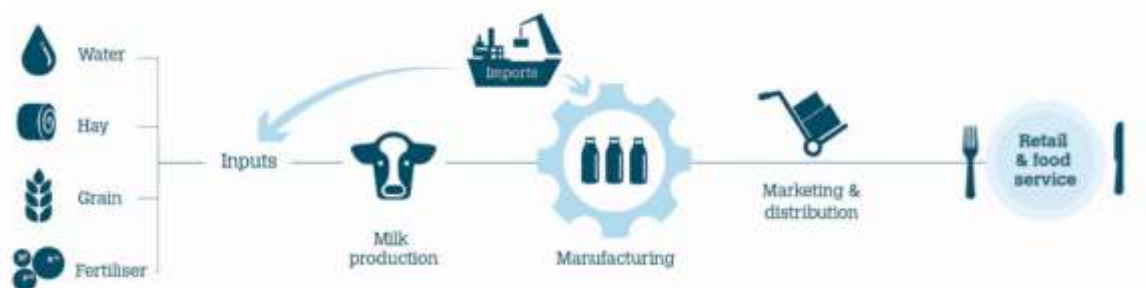 Water
Hay
Grain
Fertiliser
Inputs
Imports
Milk
production
Manufacturing
Marketing &
distribution
Retail
& food
service